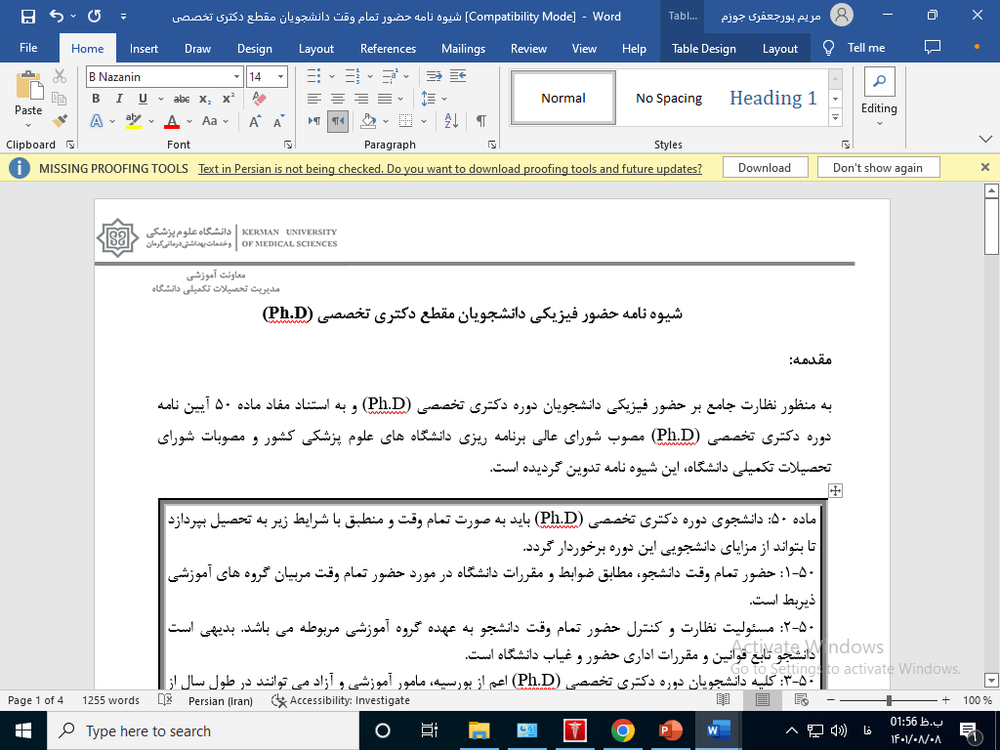 شیوه نامه حضور تمام وقت دانشجویان مقطع دکتری تخصصی [Compatibility Mode] - Word
Tabl...
مریم پورجعفری جوزم
File Home Insert Draw Design Layout References Mailings Review View Help Table Design Layout Tell me
Paste
B Nazanin 14
B I U abc x₂ x²
A aby A Aa A A
Normal
No Spacing
Heading 1
Editing
Clipboard Font Paragraph Styles
MISSING PROOFING TOOLS Text in Persian is not being checked. Do you want to download proofing tools and future updates? Download Don't show again
دانشگاه علوم پزشکی
وخدمات بهداشتی درمانی کرمان
KERMAN UNIVERSITY
OF MEDICAL SCIENCES
معاونت آموزشی
مدیریت تحصیلات تکمیلی دانشگاه
شیوه نامه حضور فیزیکی دانشجویان مقطع دکتری تخصصی (Ph.D)
مقدمه:
به منظور نظارت جامع بر حضور فیزیکی دانشجویان دوره دکتری تخصصی (Ph.D) و به استناد مفاد ماده ۵۰ آیین نامه
دوره دکتری تخصصی (Ph.D) مصوب شورای عالی برنامه ریزی دانشگاه های علوم پزشکی کشور و مصوبات شورای
تحصیلات تکمیلی دانشگاه، این شیوه نامه تدوین گردیده است.
ماده ۵۰: دانشجوی دوره دکتری تخصصی (Ph.D) باید به صورت تمام وقت و منطبق با شرایط زیر به تحصیل بپردازد
تا بتواند از مزایای دانشجویی این دوره برخوردار گردد.
۵۰-۱: حضور تمام وقت دانشجو، مطابق ضوابط و مقررات دانشگاه در مورد حضور تمام وقت مربیان گروه های آموزشی
ذیربط است.
۵۰-۲: مسئولیت نظارت و کنترل حضور تمام وقت دانشجو به عهده گروه آموزشی مربوطه می باشد. بدیهی است
دانشجو تابع قوانین و مقررات اداری حضور و غیاب دانشگاه است.
۵۰-۳: کلیه دانشجویان دوره دکتری تخصصی (Ph.D) اعم از بورسیه، مامور آموزشی و آزاد می توانند در طول سال از
Activate Windows
Go to Settings to activate Windows.
Page 1 of 4 1255 words Persian (Iran) Accessibility: Investigate 100 %
Type here to search
فا
01:56 ب.ظ
۱۴۰۱/۰۸/۰۸
1